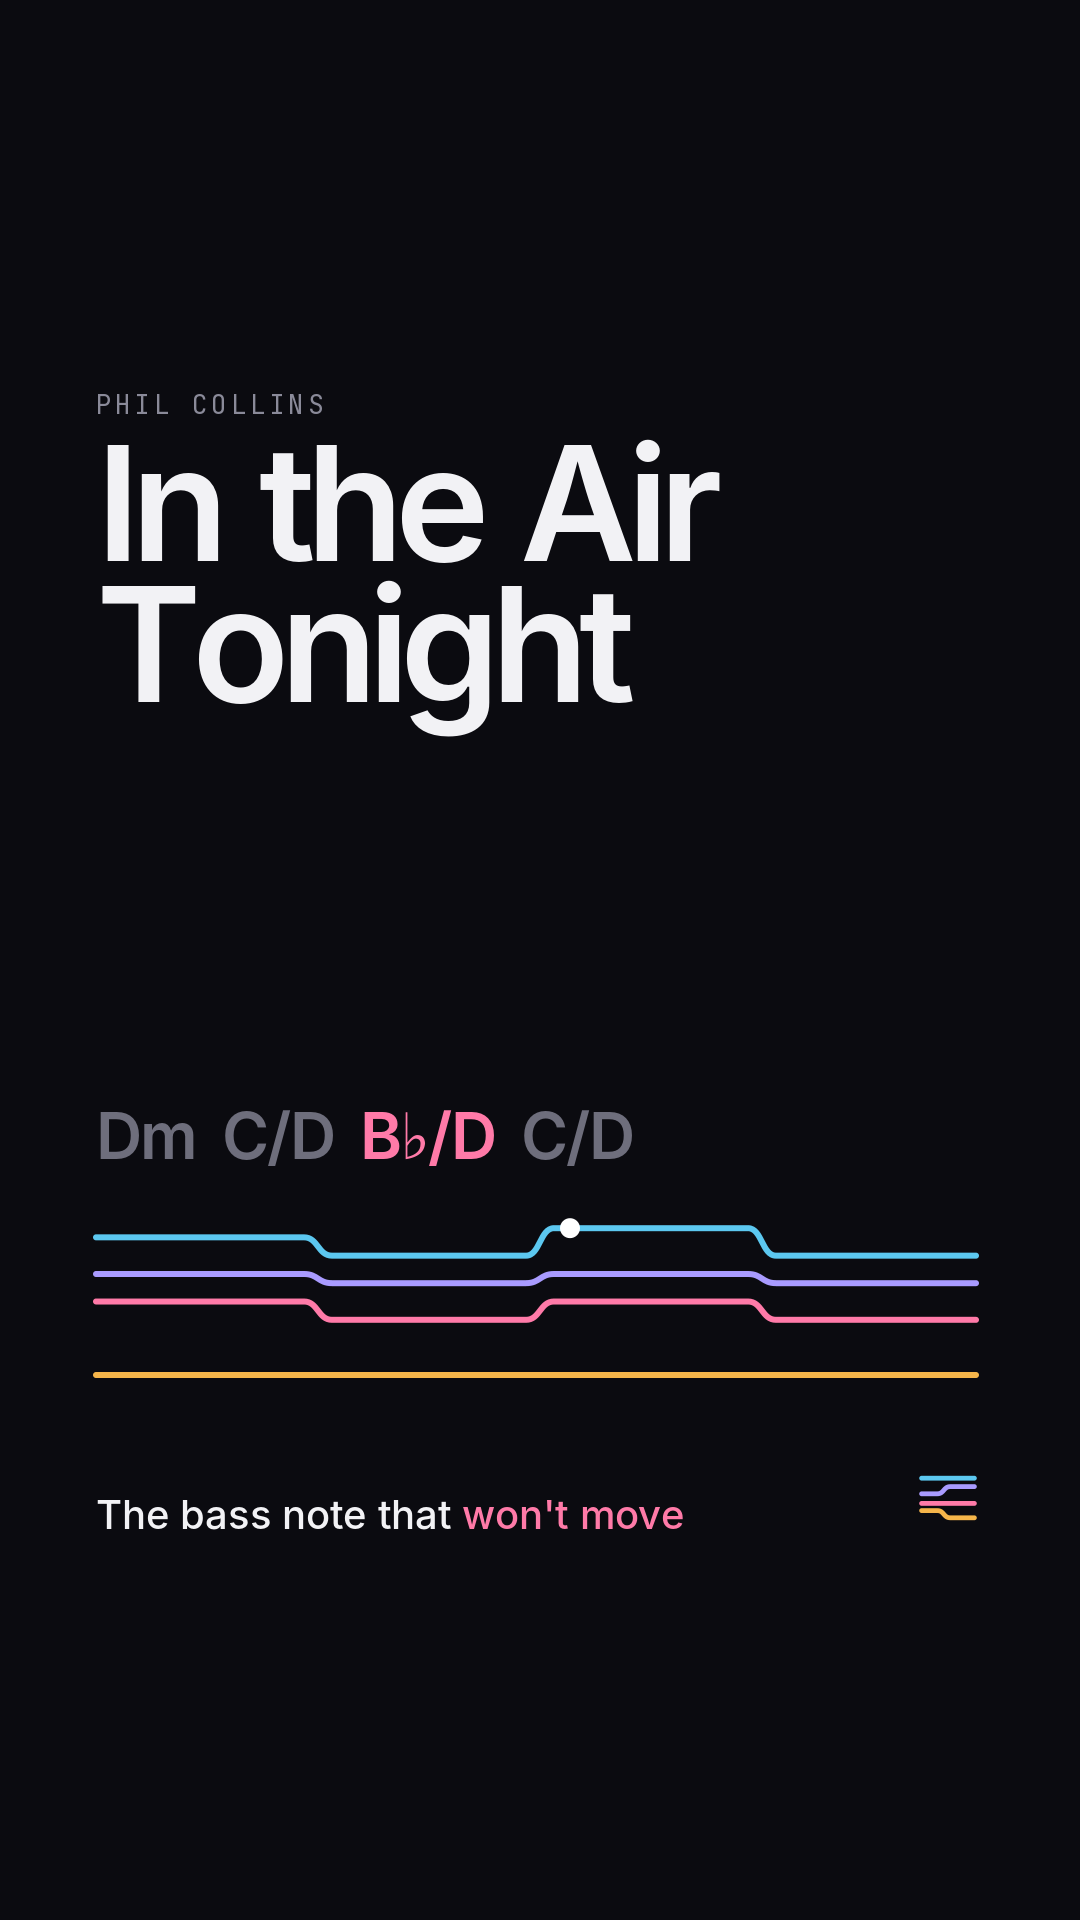 PHIL COLLINS
In the Air
Tonight
Dm C/D B♭/D C/D
The bass note that won't move